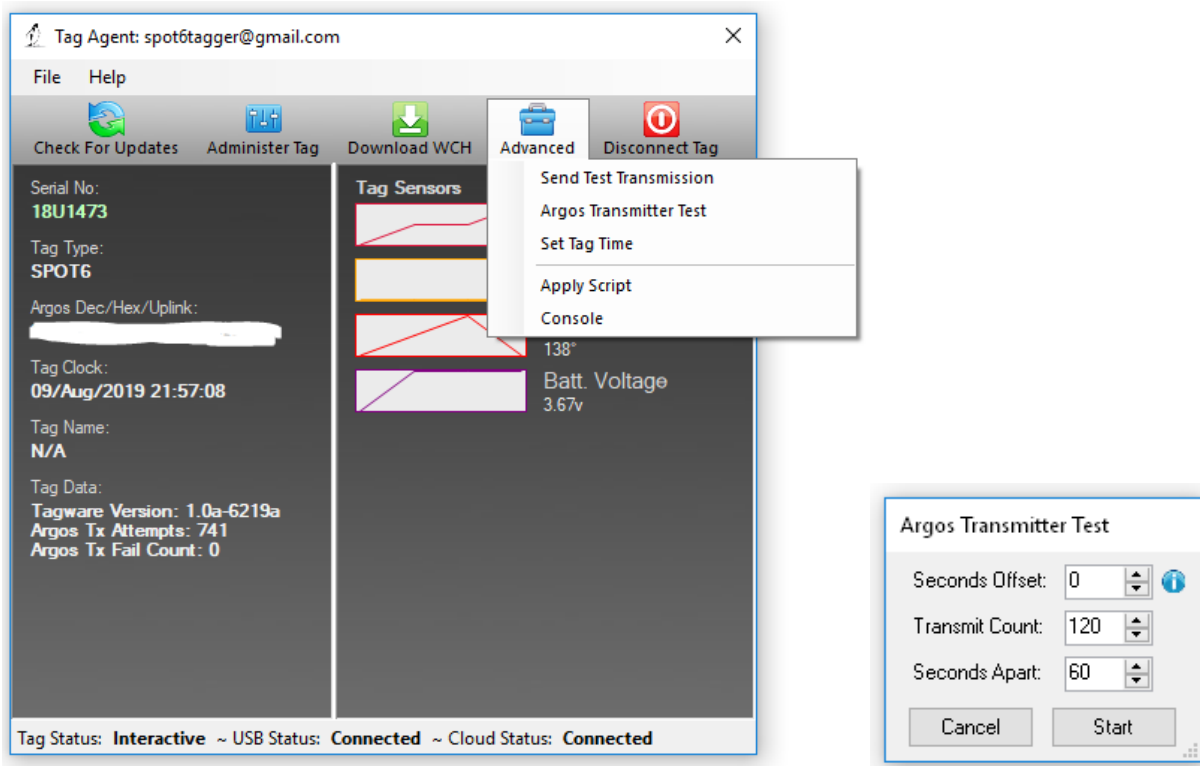 Tag Agent: spot6tagger@gmail.com
File Help
Check For Updates Administer Tag Download WCH Advanced Disconnect Tag
Send Test Transmission
Argos Transmitter Test
Set Tag Time
Apply Script
Console
Serial No:
18U1473
Tag Type:
SPOT6
Argos Dec/Hex/Uplink:
Tag Clock:
09/Aug/2019 21:57:08
Tag Name:
N/A
Tag Data:
Tagware Version: 1.0a-6219a
Argos Tx Attempts: 741
Argos Tx Fail Count: 0
Tag Sensors
138°
Batt. Voltage
3.67v
Tag Status: Interactive ~ USB Status: Connected ~ Cloud Status: Connected
Argos Transmitter Test
Seconds Offset: 0
Transmit Count: 120
Seconds Apart: 60
Cancel Start